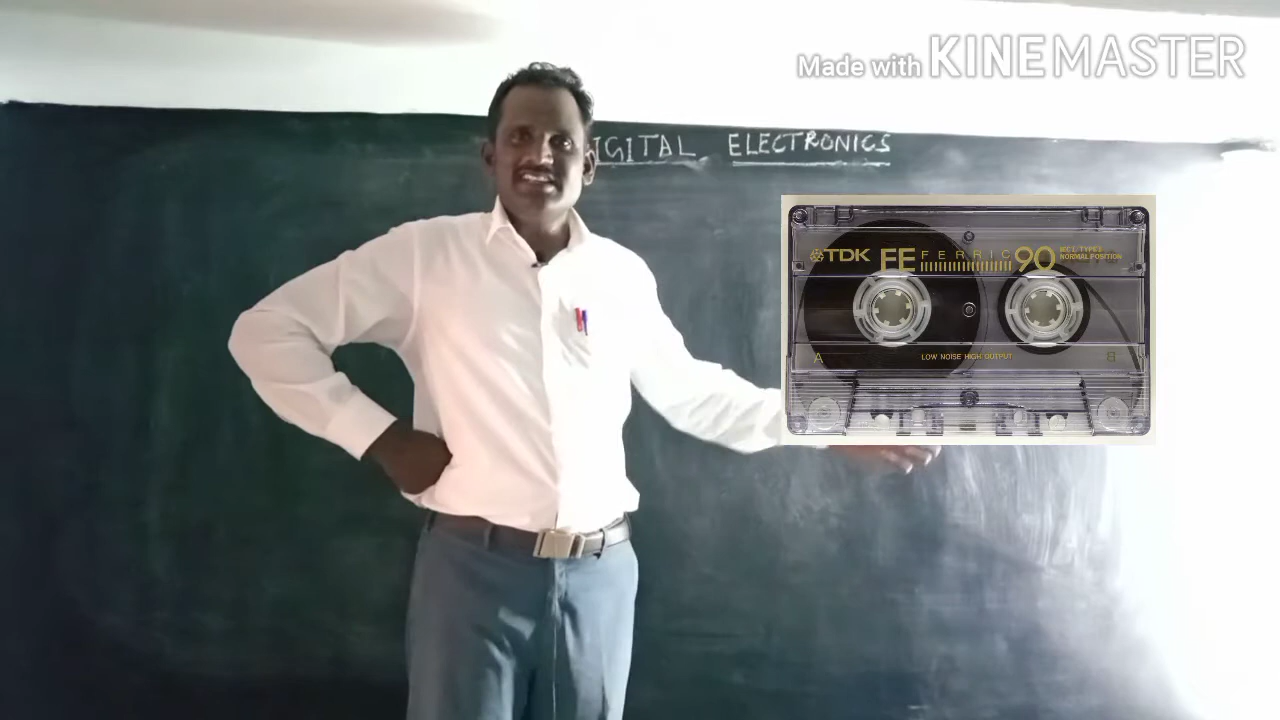 Made with KINEMASTER
IGITAL ELECTRONICS
TDK FE FERRIC 90
IEC I / TYPE I
NORMAL POSITION
A
LOW NOISE HIGH OUTPUT
B